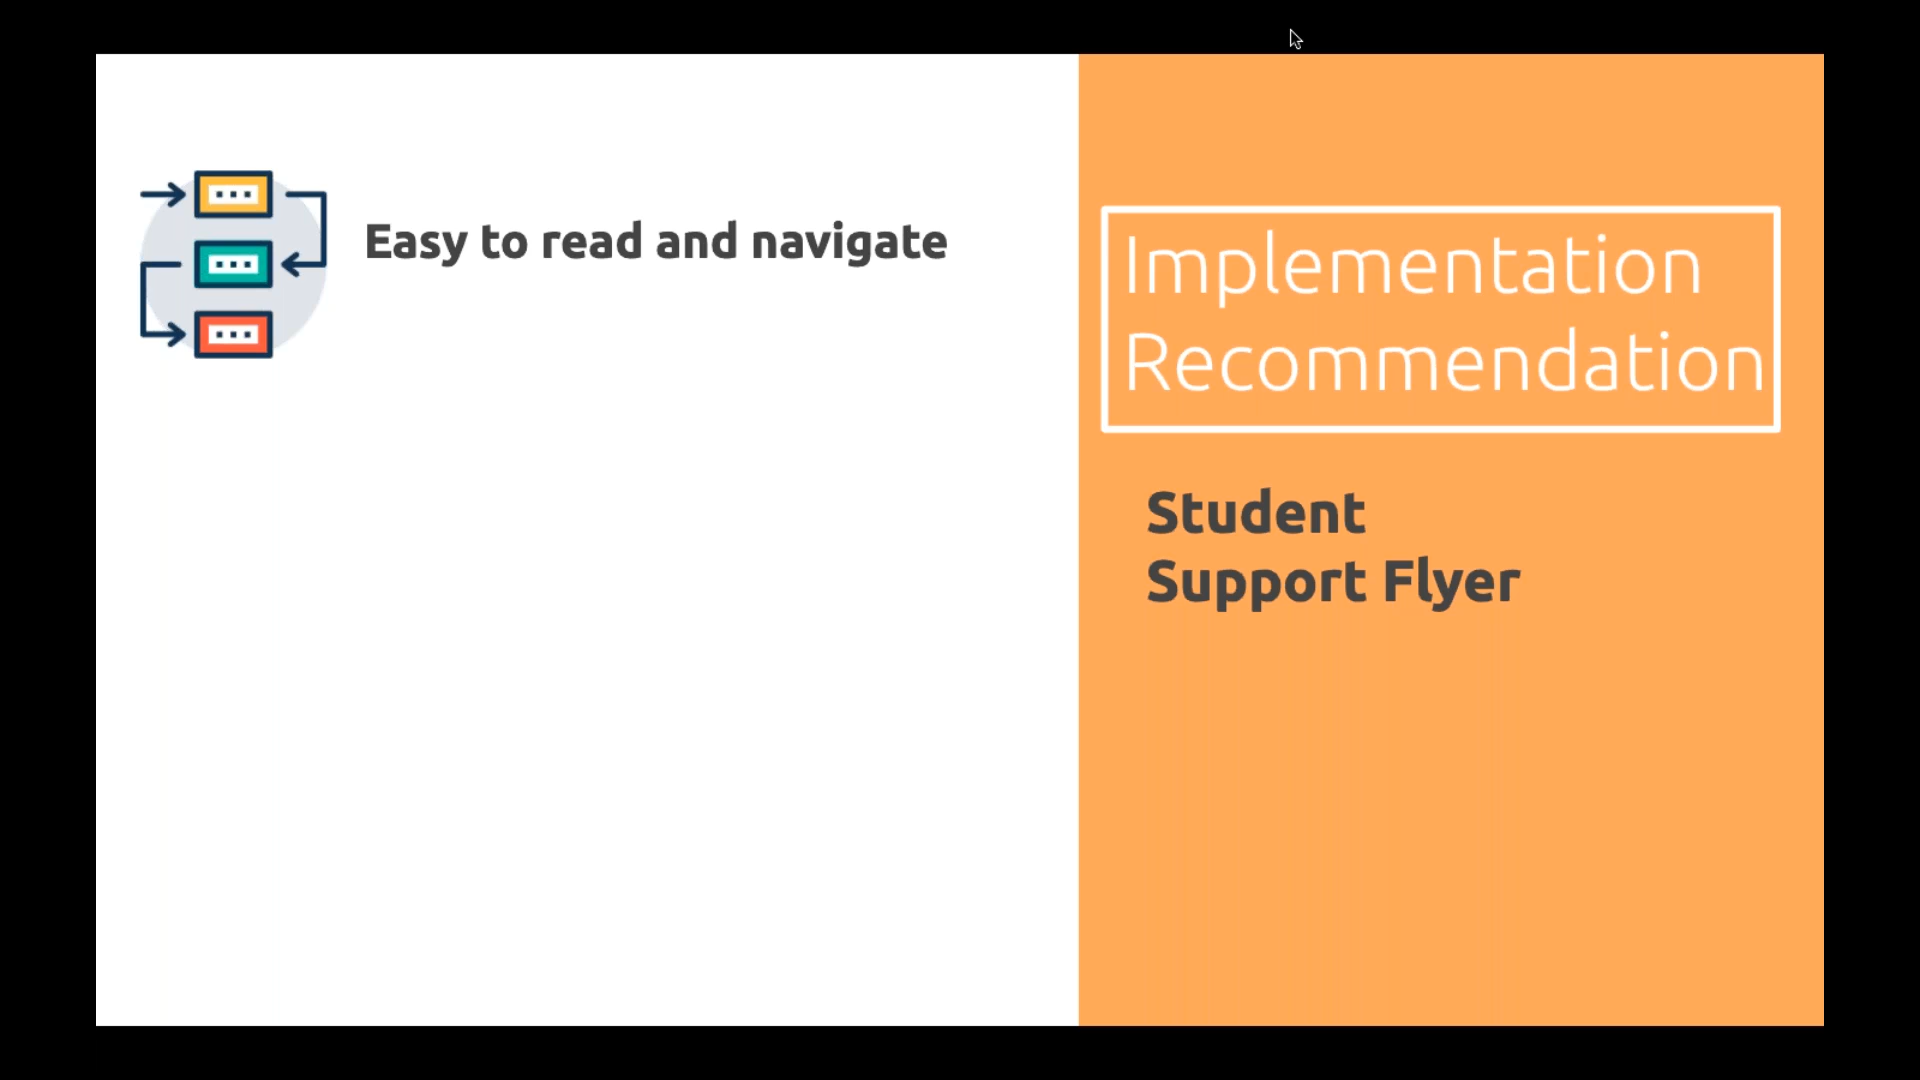 Easy to read and navigate
Implementation
Recommendation
Student
Support Flyer